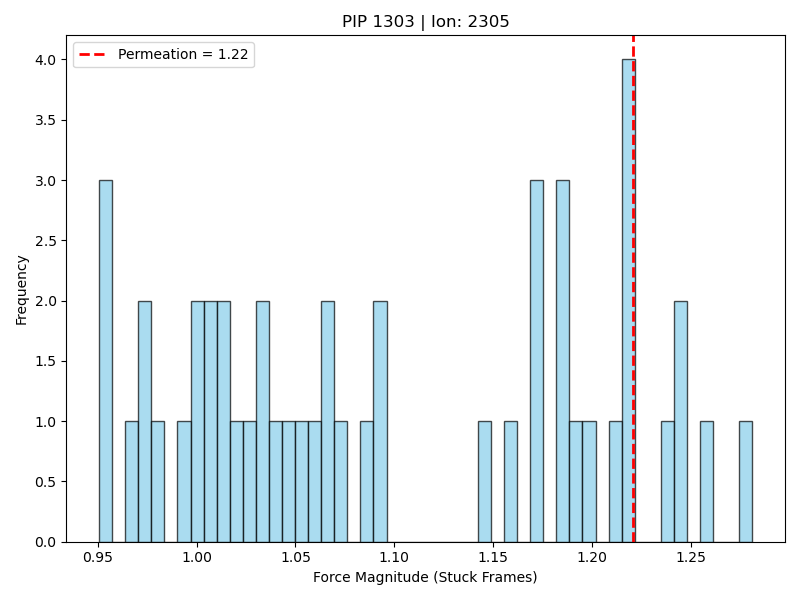 PIP 1303 | Ion: 2305
Permeation = 1.22
Frequency
4.0
3.5
3.0
2.5
2.0
1.5
1.0
0.5
0.0
0.95 1.00 1.05 1.10 1.15 1.20 1.25
Force Magnitude (Stuck Frames)